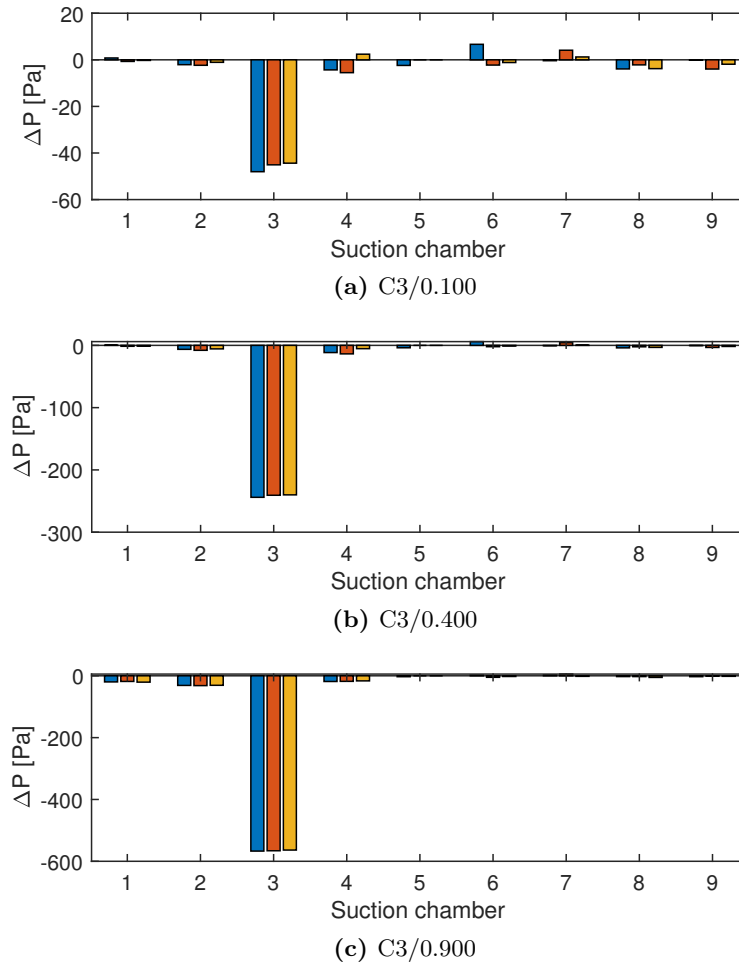 20
0
-20
-40
-60
ΔP [Pa]
1 2 3 4 5 6 7 8 9
Suction chamber
(a) C3/0.100
0
-100
-200
-300
ΔP [Pa]
1 2 3 4 5 6 7 8 9
Suction chamber
(b) C3/0.400
0
-200
-400
-600
ΔP [Pa]
1 2 3 4 5 6 7 8 9
Suction chamber
(c) C3/0.900